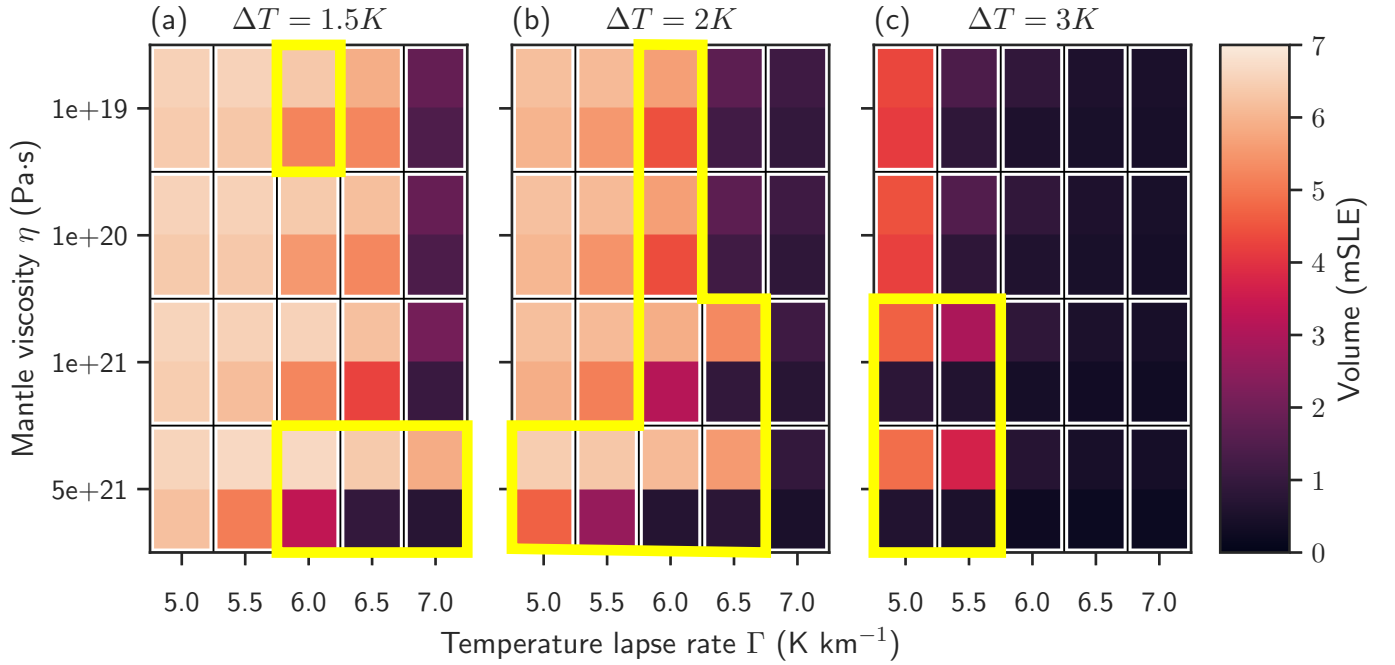 (a) ΔT = 1.5K
(b) ΔT = 2K
(c) ΔT = 3K
Mantle viscosity η (Pa·s)
1e+19
1e+20
1e+21
5e+21
5.0 5.5 6.0 6.5 7.0
5.0 5.5 6.0 6.5 7.0
5.0 5.5 6.0 6.5 7.0
Temperature lapse rate Γ (K km⁻¹)
7
6
5
4
3
2
1
0
Volume (mSLE)